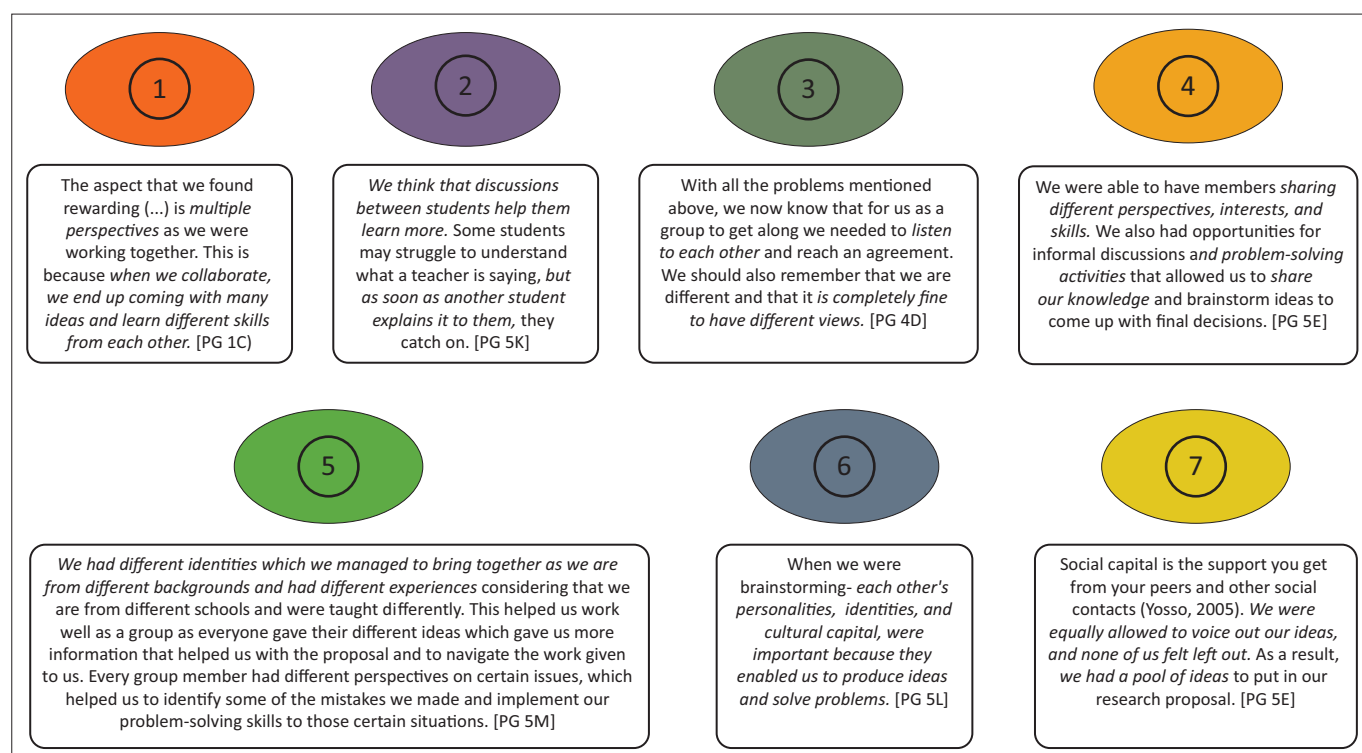 1
The aspect that we found
rewarding (...) is multiple
perspectives as we were
working together. This is
because when we collaborate,
we end up coming with many
ideas and learn different skills
from each other. [PG 1C)
2
We think that discussions
between students help them
learn more. Some students
may struggle to understand
what a teacher is saying, but
as soon as another student
explains it to them, they
catch on. [PG 5K]
3
With all the problems mentioned
above, we now know that for us as a
group to get along we needed to listen
to each other and reach an agreement.
We should also remember that we are
different and that it is completely fine
to have different views. [PG 4D]
4
We were able to have members sharing
different perspectives, interests, and
skills. We also had opportunities for
informal discussions and problem-solving
activities that allowed us to share
our knowledge and brainstorm ideas to
come up with final decisions. [PG 5E]
5
We had different identities which we managed to bring together as we are
from different backgrounds and had different experiences considering that we
are from different schools and were taught differently. This helped us work
well as a group as everyone gave their different ideas which gave us more
information that helped us with the proposal and to navigate the work given
to us. Every group member had different perspectives on certain issues, which
helped us to identify some of the mistakes we made and implement our
problem-solving skills to those certain situations. [PG 5M]
6
When we were
brainstorming- each other's
personalities, identities, and
cultural capital, were
important because they
enabled us to produce ideas
and solve problems. [PG 5L]
7
Social capital is the support you get
from your peers and other social
contacts (Yosso, 2005). We were
equally allowed to voice out our ideas,
and none of us felt left out. As a result,
we had a pool of ideas to put in our
research proposal. [PG 5E]